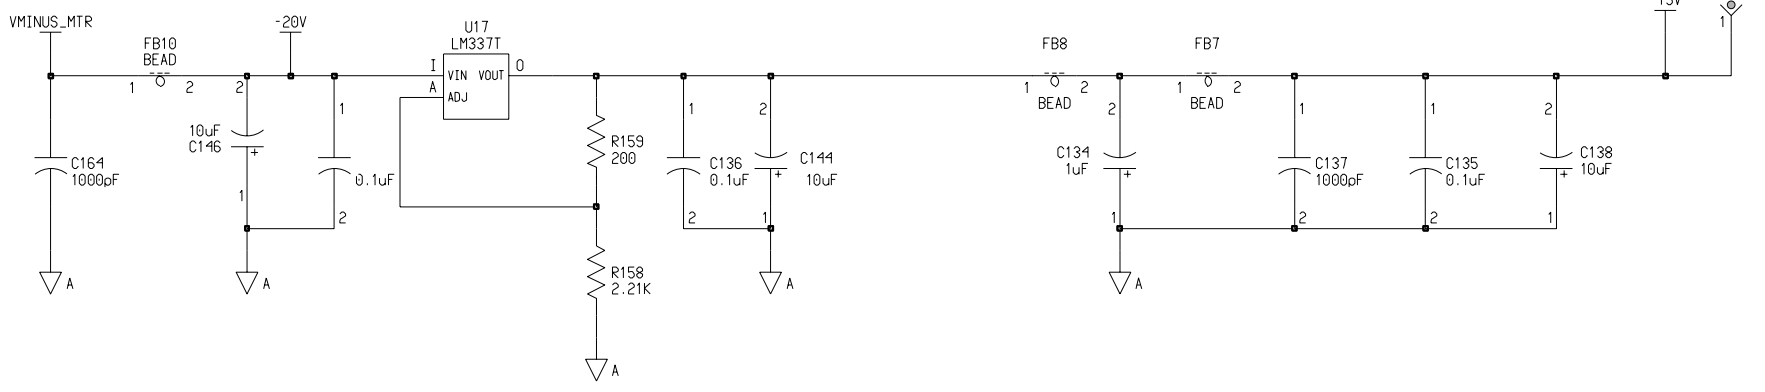 VMINUS_MTR
-20V
U17
LM337T
FB10
BEAD
1 2
I
VIN VOUT
O
A
ADJ
FB8
1 2
BEAD
FB7
1 2
BEAD
1
C164
1000pF
A
2
10uF
C146
+
1
A
1
0.1uF
2
R159
200
R158
2.21K
A
1
C136
0.1uF
2
2
C144
+
10uF
1
A
2
C134
1uF
+
1
A
1
C137
1000pF
2
1
C135
0.1uF
2
2
C138
10uF
+
1